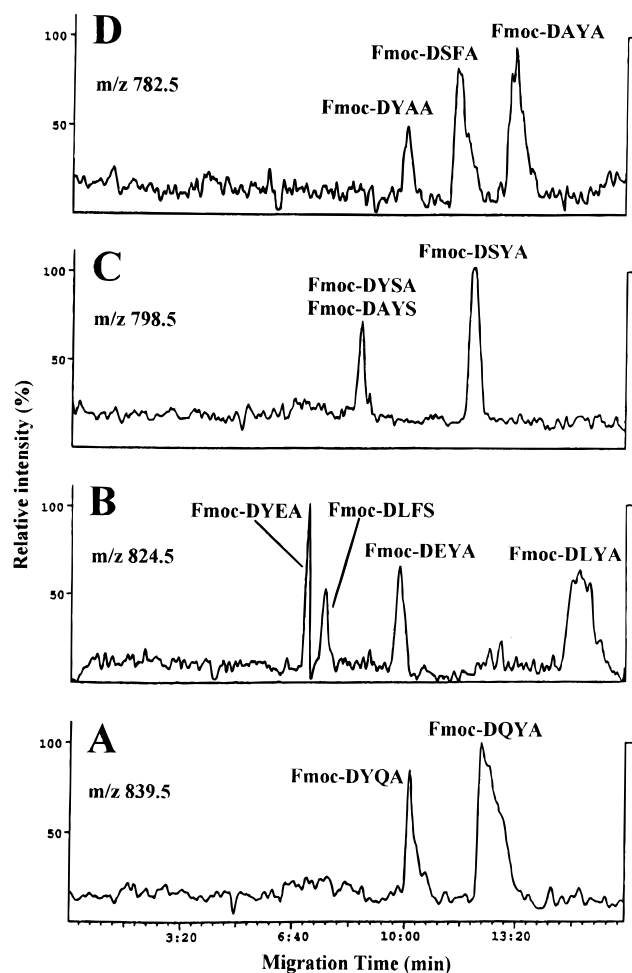 D
100
Fmoc-DAYA
Fmoc-DSFA
m/z 782.5
Fmoc-DYAA
50
C
100
Fmoc-DSYA
Fmoc-DYSA
Fmoc-DAYS
m/z 798.5
50
Relative intensity (%)
B
100
Fmoc-DYEA
Fmoc-DLFS
Fmoc-DEYA
Fmoc-DLYA
m/z 824.5
50
A
100
Fmoc-DQYA
Fmoc-DYQA
m/z 839.5
50
3:20 6:40 10:00 13:20
Migration Time (min)